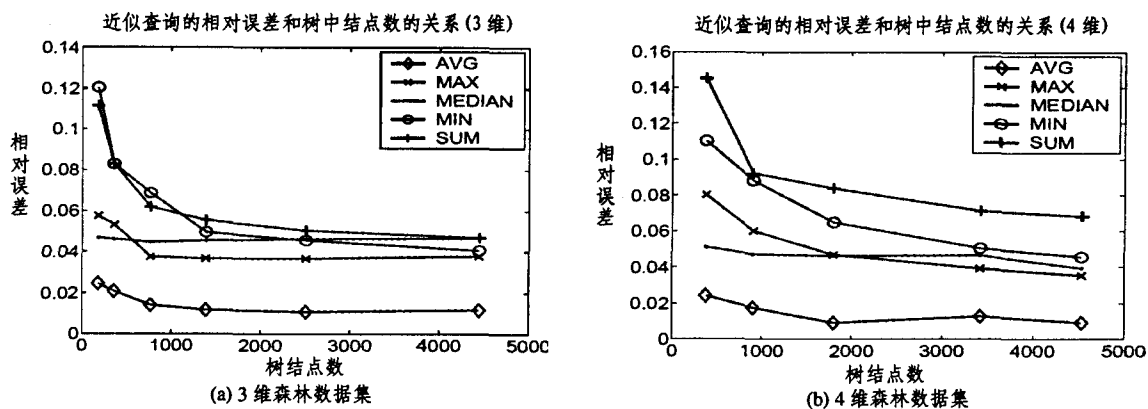 近似查询的相对误差和树中结点数的关系(3维)
0.14
0.12
0.1
0.08
0.06
0.04
0.02
0
相对误差
AVG
MAX
MEDIAN
MIN
SUM
0
1000
2000
3000
4000
5000
树结点数
(a) 3维森林数据集
近似查询的相对误差和树中结点数的关系(4维)
0.16
0.14
0.12
0.1
0.08
0.06
0.04
0.02
0
相对误差
AVG
MAX
MEDIAN
MIN
SUM
0
1000
2000
3000
4000
5000
树结点数
(b) 4维森林数据集